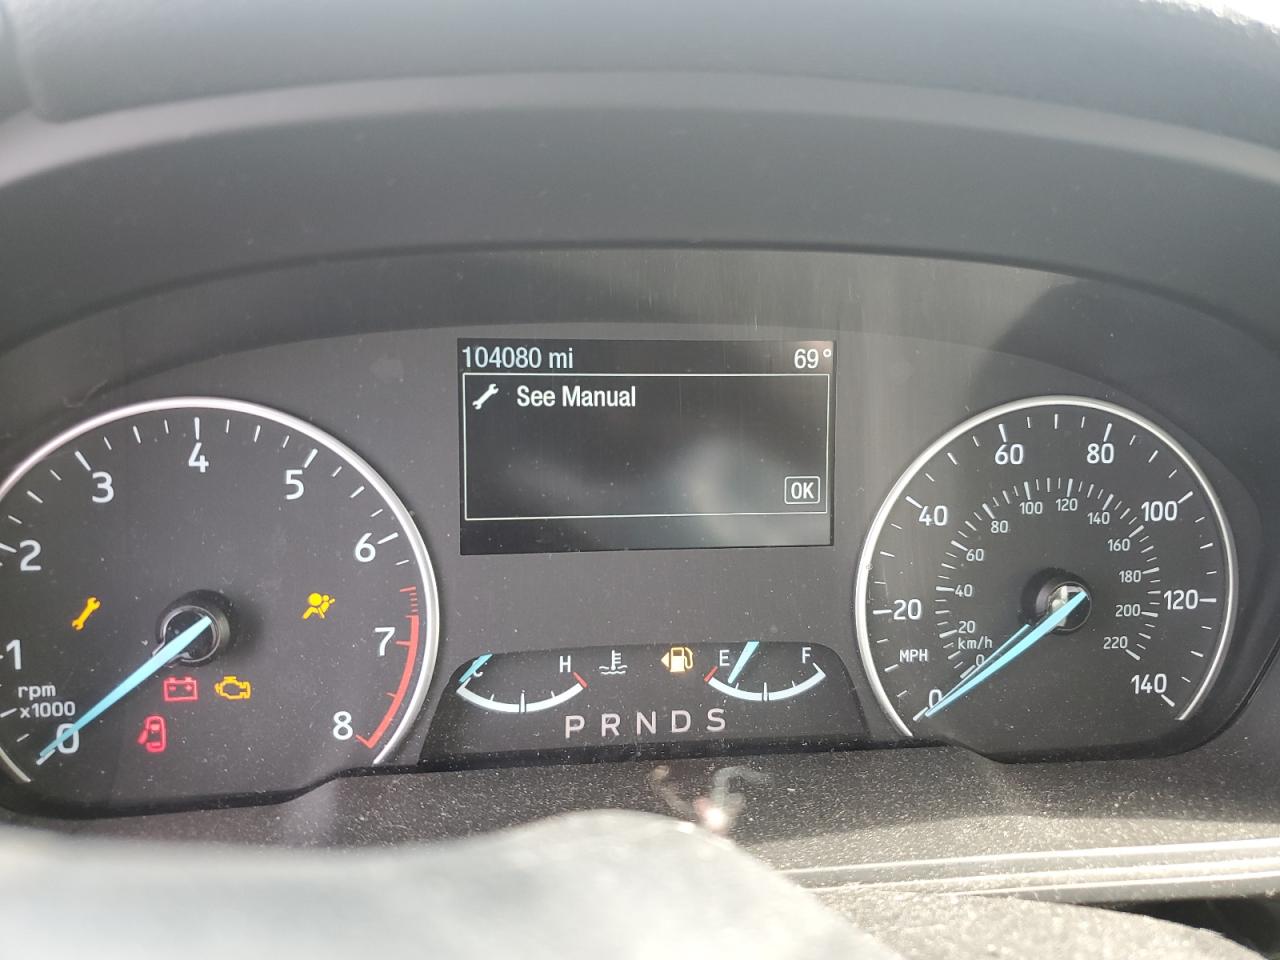 104080 mi 69°
See Manual
OK
0 1 2 3 4 5 6 7 8
rpm
x1000
H
E F
P R N D S
0 20 40 60 80 100 120 140
MPH
0 20 40 60 80 100 120 140 160 180 200 220
km/h